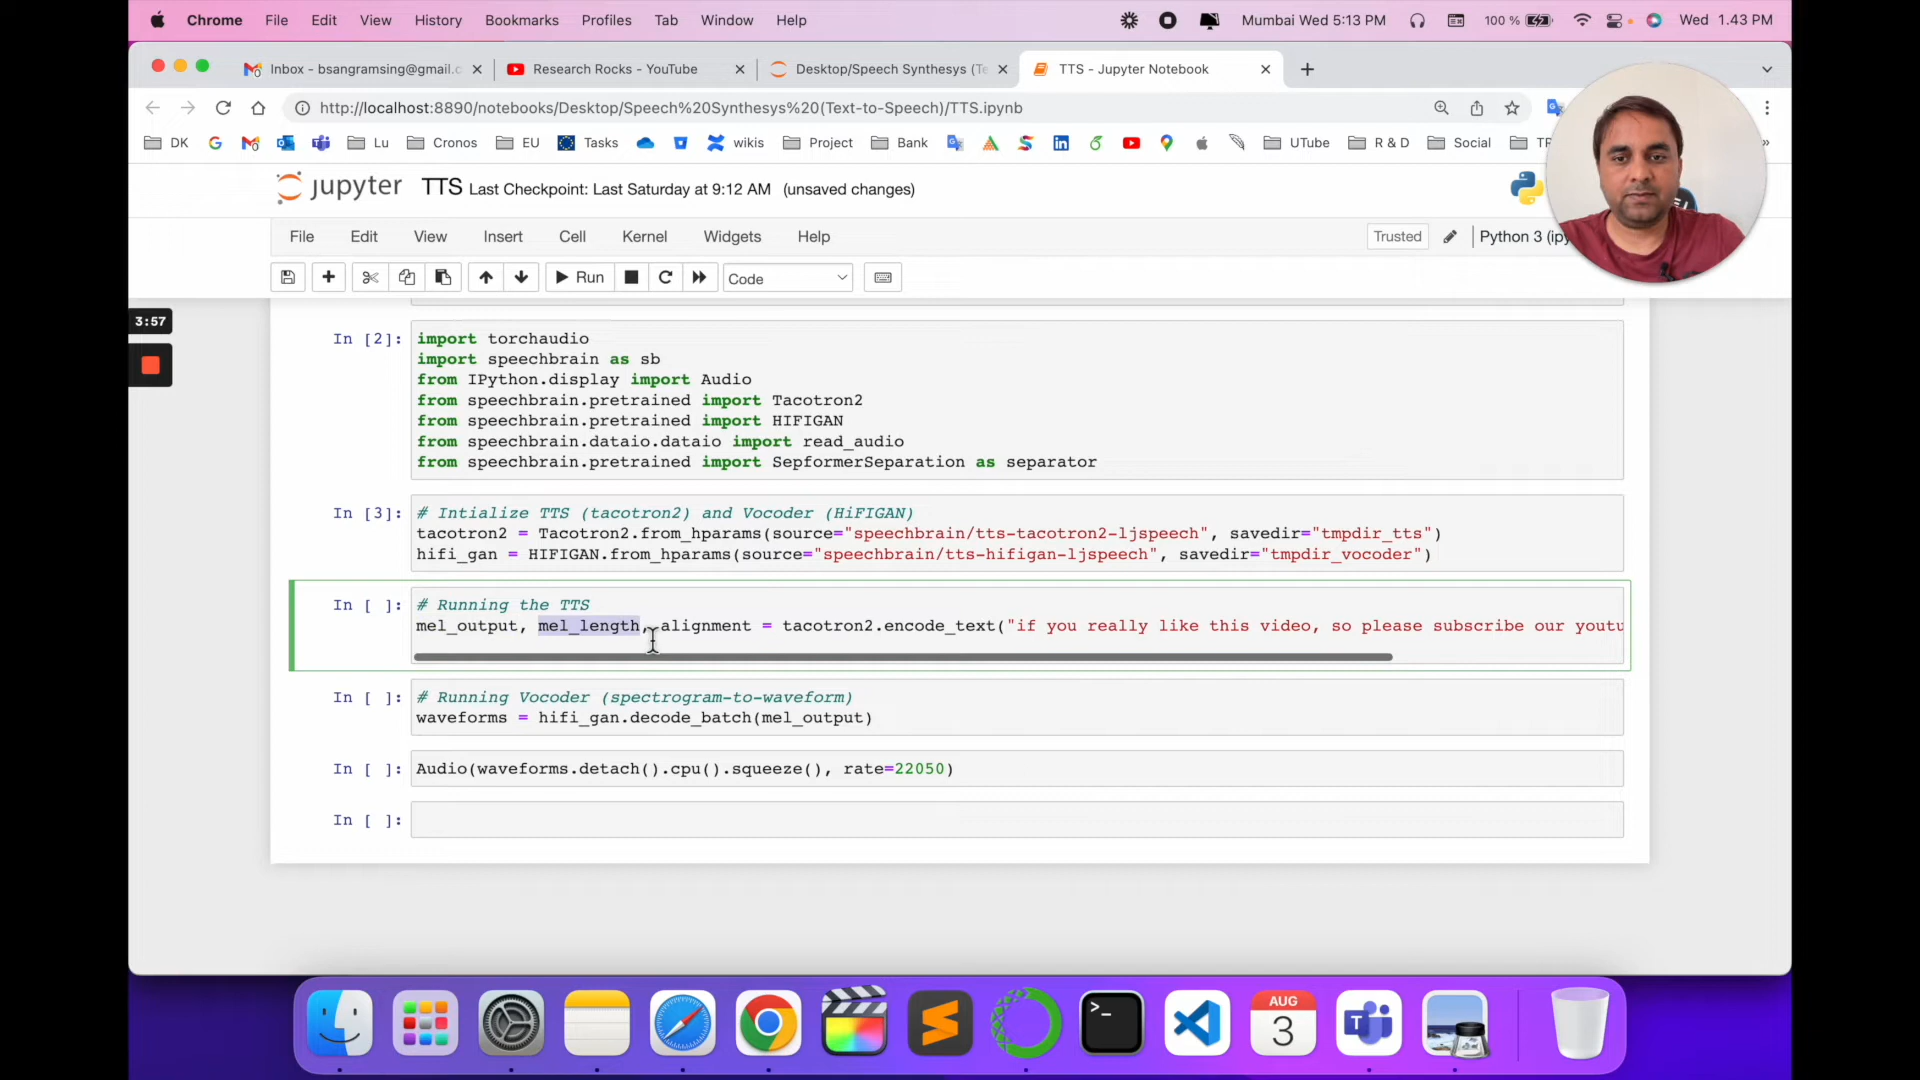 Chrome File Edit View History Bookmarks Profiles Tab Window Help Mumbai Wed 5:13 PM 100 % Wed 1.43 PM
Inbox - bsangramsing@gmail.c Research Rocks - YouTube Desktop/Speech Synthesys (Te TTS - Jupyter Notebook
http://localhost:8890/notebooks/Desktop/Speech%20Synthesys%20(Text-to-Speech)/TTS.ipynb
DK Lu Cronos EU Tasks wikis Project Bank UTube R & D Social
jupyter TTS Last Checkpoint: Last Saturday at 9:12 AM (unsaved changes)
File Edit View Insert Cell Kernel Widgets Help Trusted Python 3 (ipy
Run Code
3:57
In [2]: import torchaudio
import speechbrain as sb
from IPython.display import Audio
from speechbrain.pretrained import Tacotron2
from speechbrain.pretrained import HIFIGAN
from speechbrain.dataio.dataio import read_audio
from speechbrain.pretrained import SepformerSeparation as separator
In [3]: # Intialize TTS (tacotron2) and Vocoder (HiFIGAN)
tacotron2 = Tacotron2.from_hparams(source="speechbrain/tts-tacotron2-ljspeech", savedir="tmpdir_tts")
hifi_gan = HIFIGAN.from_hparams(source="speechbrain/tts-hifigan-ljspeech", savedir="tmpdir_vocoder")
In [ ]: # Running the TTS
mel_output, mel_length, alignment = tacotron2.encode_text("if you really like this video, so please subscribe our youtu
In [ ]: # Running Vocoder (spectrogram-to-waveform)
waveforms = hifi_gan.decode_batch(mel_output)
In [ ]: Audio(waveforms.detach().cpu().squeeze(), rate=22050)
In [ ]:
AUG
3